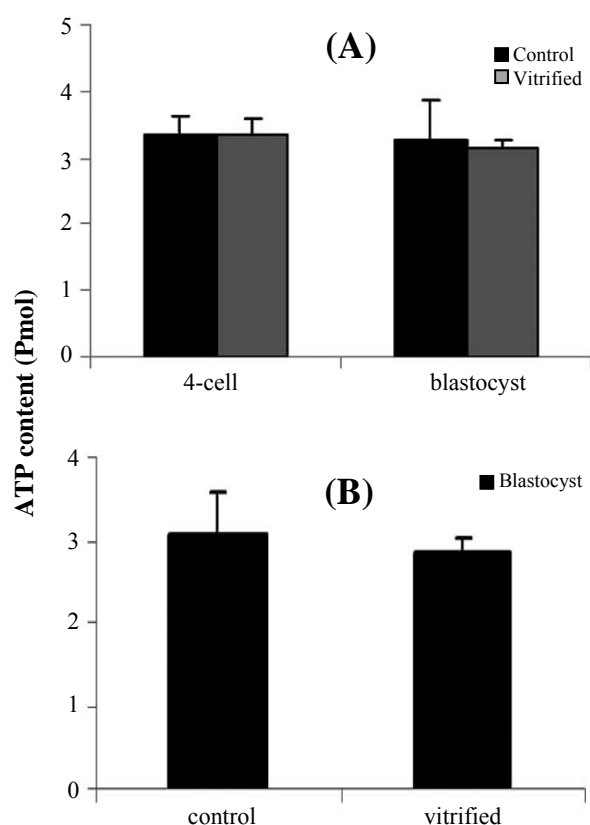 ATP content (Pmol)
(A)
Control
Vitrified
5
4
3
2
1
0
4-cell
blastocyst
(B)
Blastocyst
4
3
2
1
0
control
vitrified